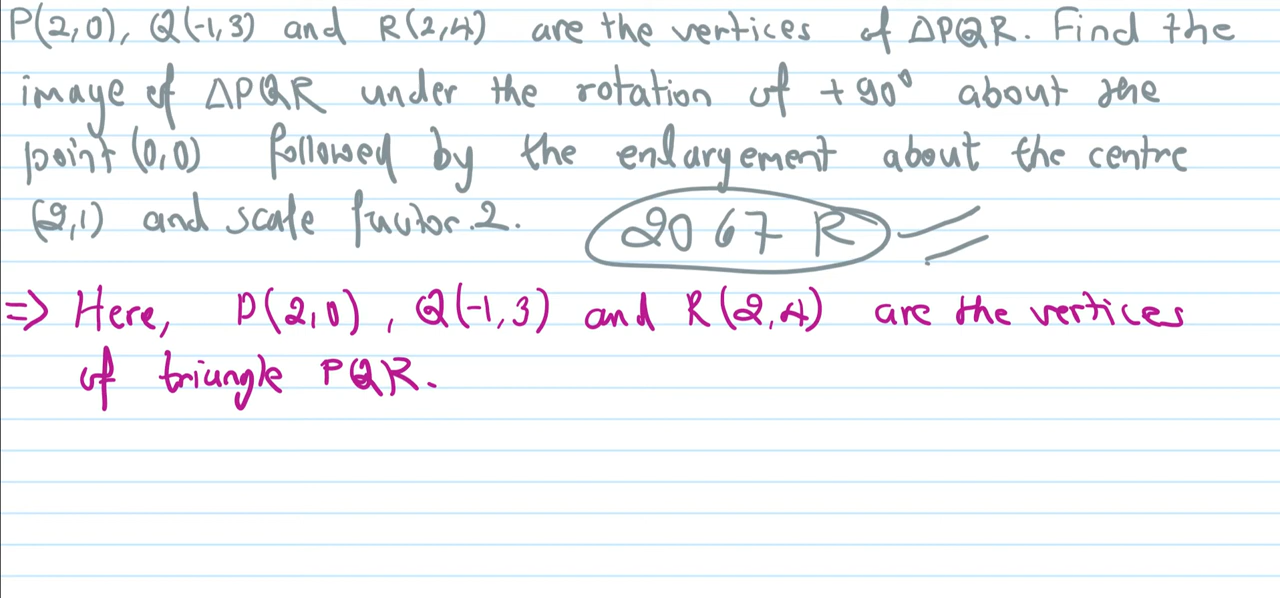 P(2,0), Q(-1,3) and R(2,4) are the vertices of ΔPQR. Find the
image of ΔPQR under the rotation of +90° about the
point (0,0) followed by the enlargement about the centre
(2,1) and scale factor 2. 2067 R
=> Here, P(2,0), Q(-1,3) and R(2,4) are the vertices
of triangle PQR.